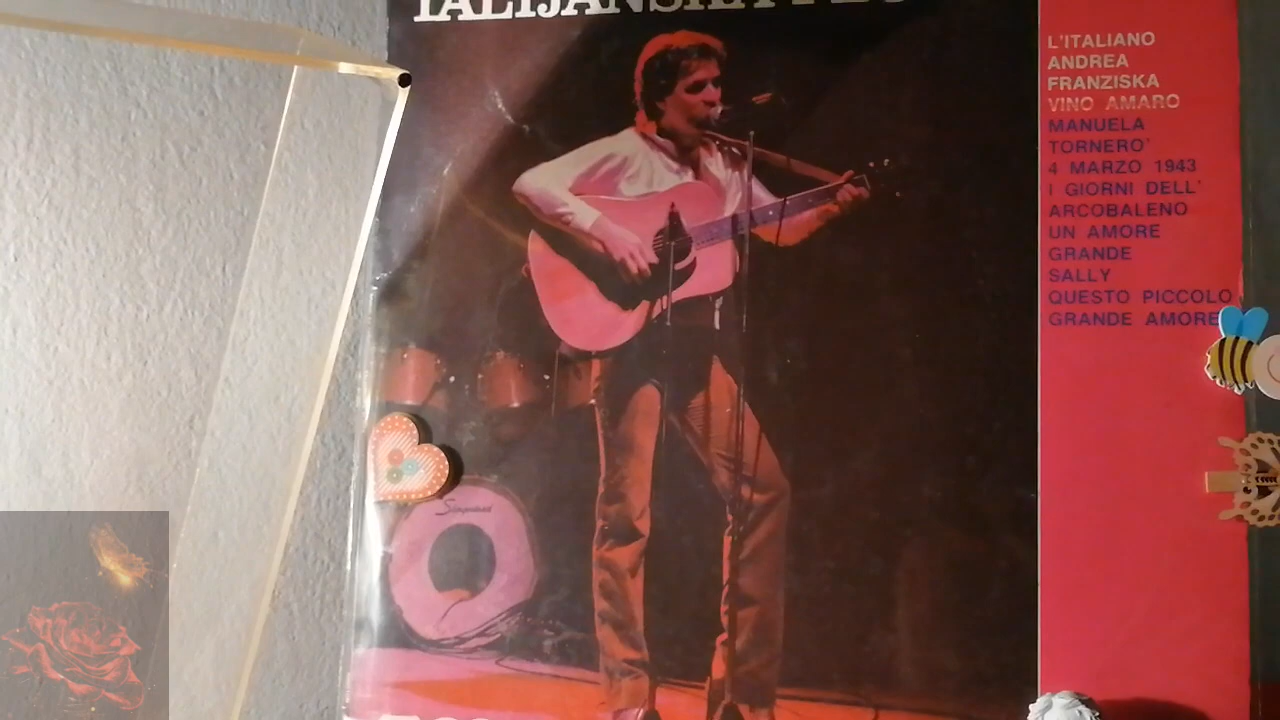 L'ITALIANO
ANDREA
FRANZISKA
VINO AMARO
MANUELA
TORNERO'
4 MARZO 1943
I GIORNI DELL'
ARCOBALENO
UN AMORE
GRANDE
SALLY
QUESTO PICCOLO
GRANDE AMORE